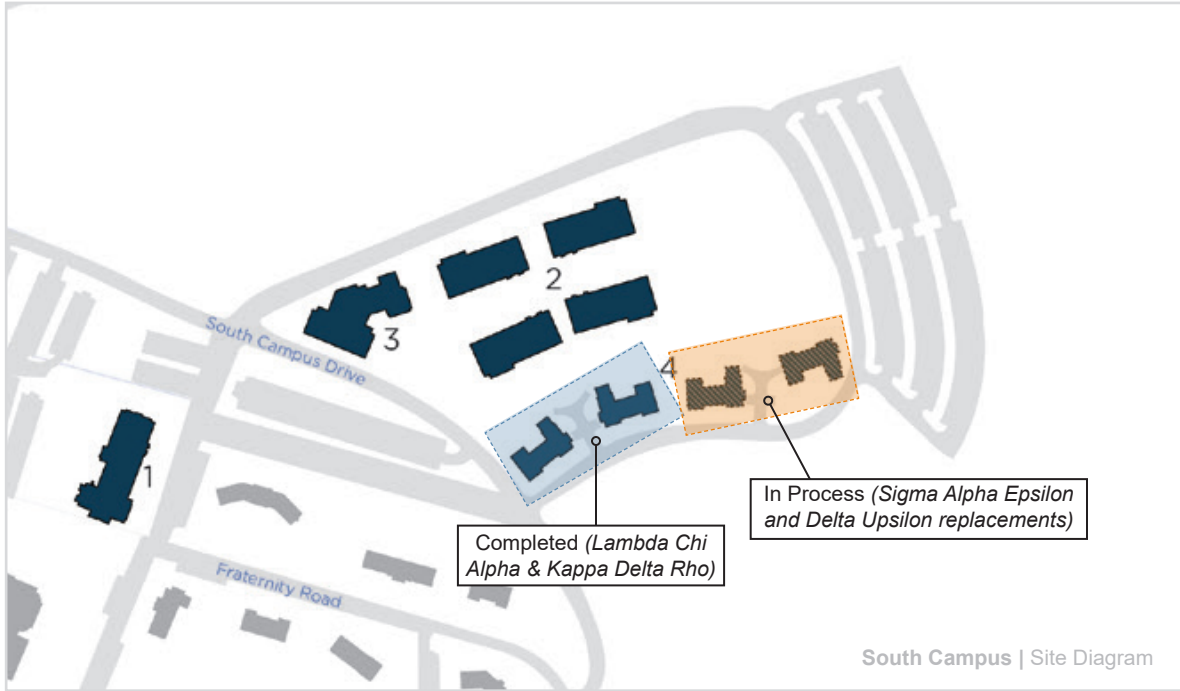 2
South Campus Drive
3
4
1
In Process (Sigma Alpha Epsilon
and Delta Upsilon replacements)
Completed (Lambda Chi
Alpha & Kappa Delta Rho)
Fraternity Road
South Campus | Site Diagram